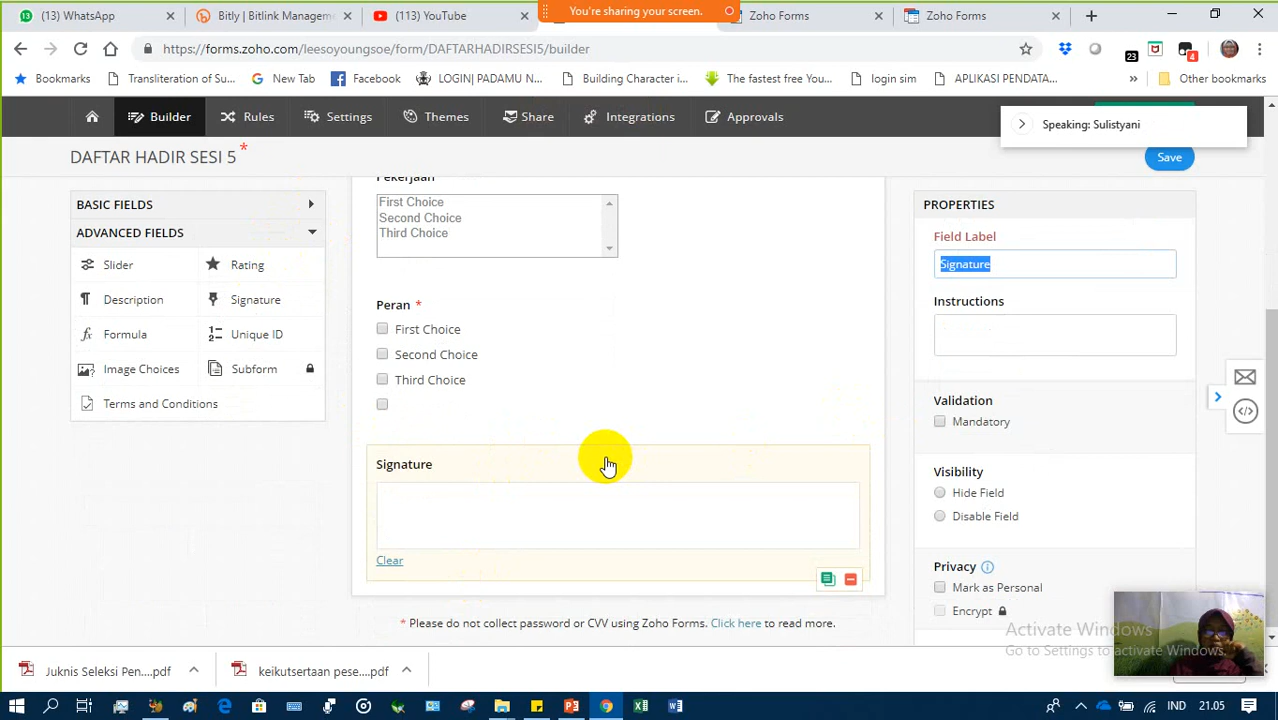 (13) WhatsApp
Bitly | Bitlink Managem
(113) YouTube
You're sharing your screen.
Zoho Forms
Zoho Forms
https://forms.zoho.com/leesoyoungsoe/form/DAFTARHADIRSESI5/builder
23
4
Bookmarks
Transliteration of Su...
New Tab
Facebook
LOGIN| PADAMU N...
Building Character i...
The fastest free You...
login sim
APLIKASI PENDATA...
»
Other bookmarks
Builder
Rules
Settings
Themes
Share
Integrations
Approvals
Speaking: Sulistyani
DAFTAR HADIR SESI 5 *
Save
BASIC FIELDS
ADVANCED FIELDS
Slider
Rating
Description
Signature
Formula
Unique ID
Image Choices
Subform
Terms and Conditions
Pekerjaan
First Choice
Second Choice
Third Choice
Peran *
First Choice
Second Choice
Third Choice
Signature
Clear
* Please do not collect password or CVV using Zoho Forms. Click here to read more.
PROPERTIES
Field Label
Signature
Instructions
Validation
Mandatory
Visibility
Hide Field
Disable Field
Privacy
Mark as Personal
Encrypt
Activate Windows
Go to Settings to activate Windows.
Juknis Seleksi Pen....pdf
keikutsertaan pese....pdf
IND
21.05